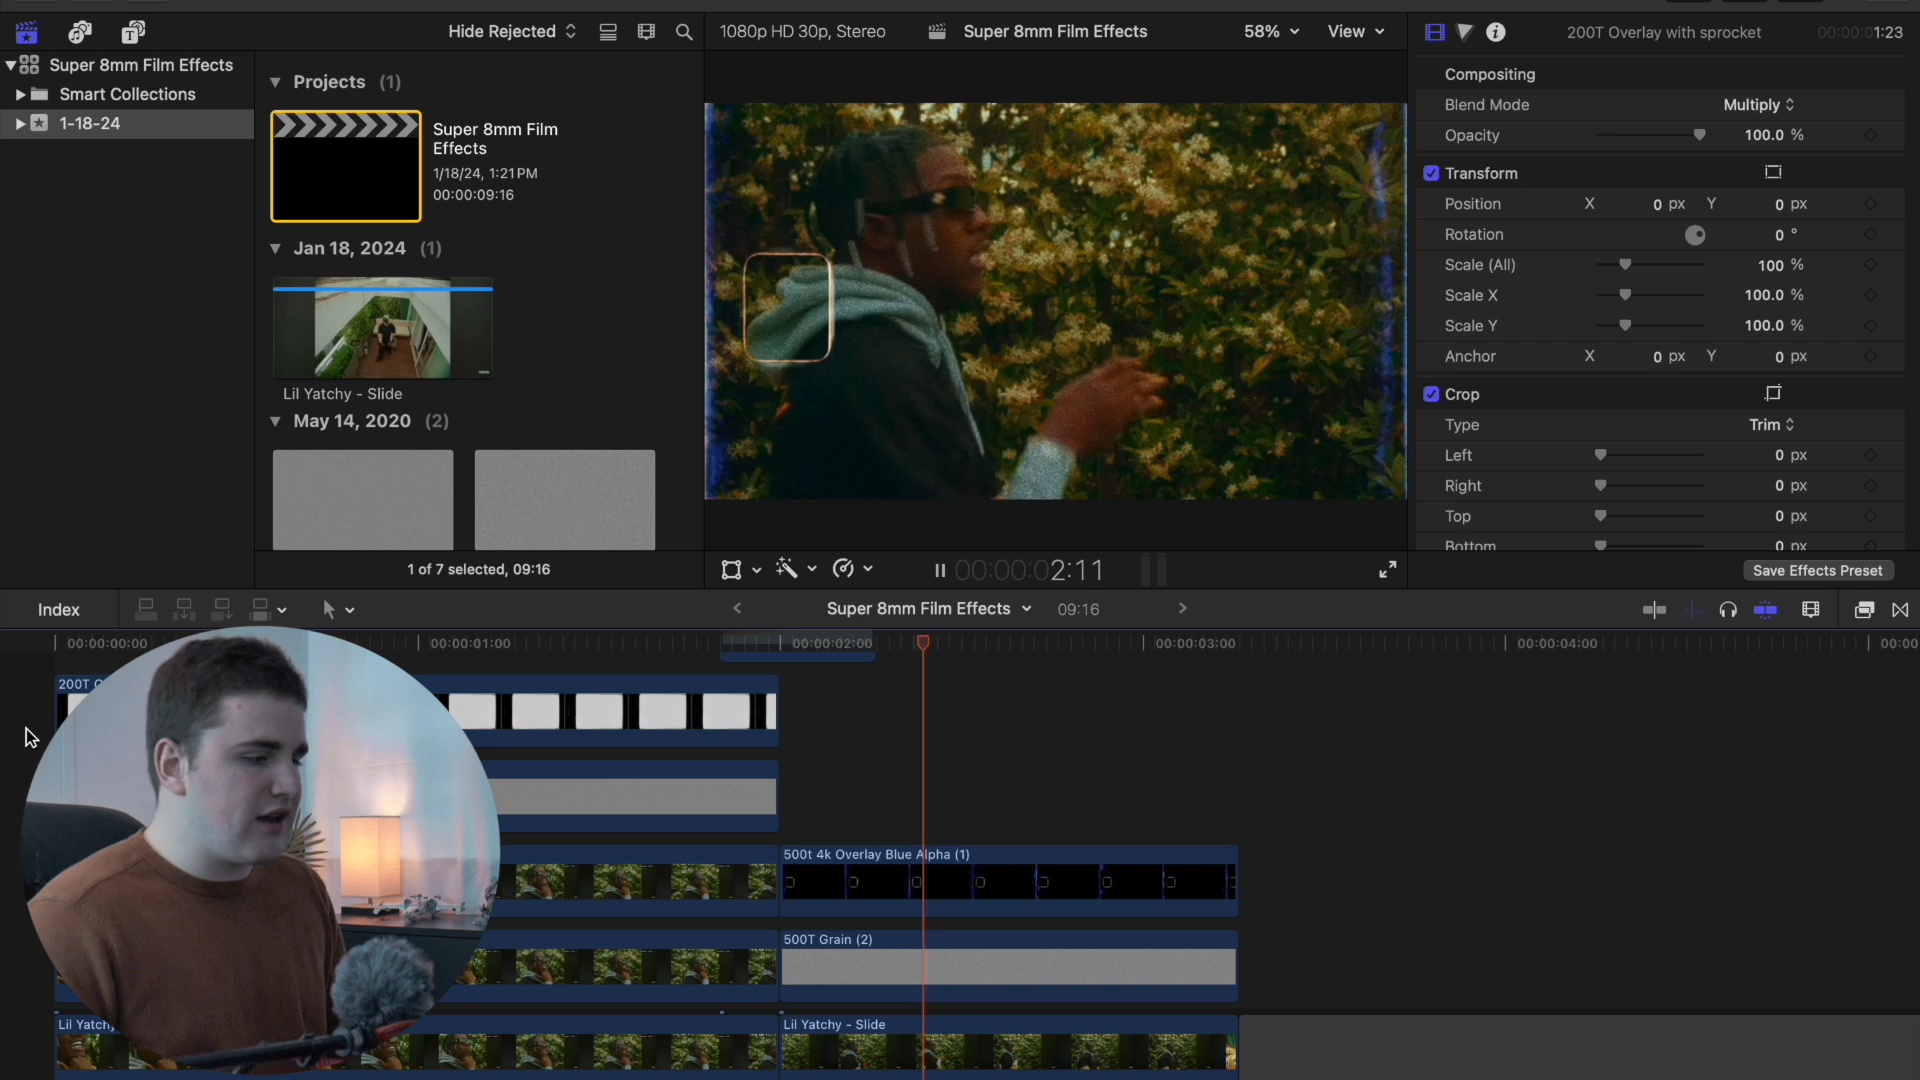 Hide Rejected
1080p HD 30p, Stereo
Super 8mm Film Effects
58%
View
200T Overlay with sprocket
00:00:01:23
Super 8mm Film Effects
Smart Collections
1-18-24
Projects (1)
Super 8mm Film
Effects
1/18/24, 1:21 PM
00:00:09:16
Jan 18, 2024 (1)
Lil Yatchy - Slide
May 14, 2020 (2)
1 of 7 selected, 09:16
00:00:02:11
Compositing
Blend Mode Multiply
Opacity 100.0 %
Transform
Position X 0 px Y 0 px
Rotation 0 °
Scale (All) 100 %
Scale X 100.0 %
Scale Y 100.0 %
Anchor X 0 px Y 0 px
Crop
Type Trim
Left 0 px
Right 0 px
Top 0 px
Bottom 0 px
Save Effects Preset
Index
Super 8mm Film Effects 09:16
00:00:00:00 00:00:01:00 00:00:02:00 00:00:03:00 00:00:04:00 00:00
200T
500t 4k Overlay Blue Alpha (1)
500T Grain (2)
Lil Yatchy
Lil Yatchy - Slide